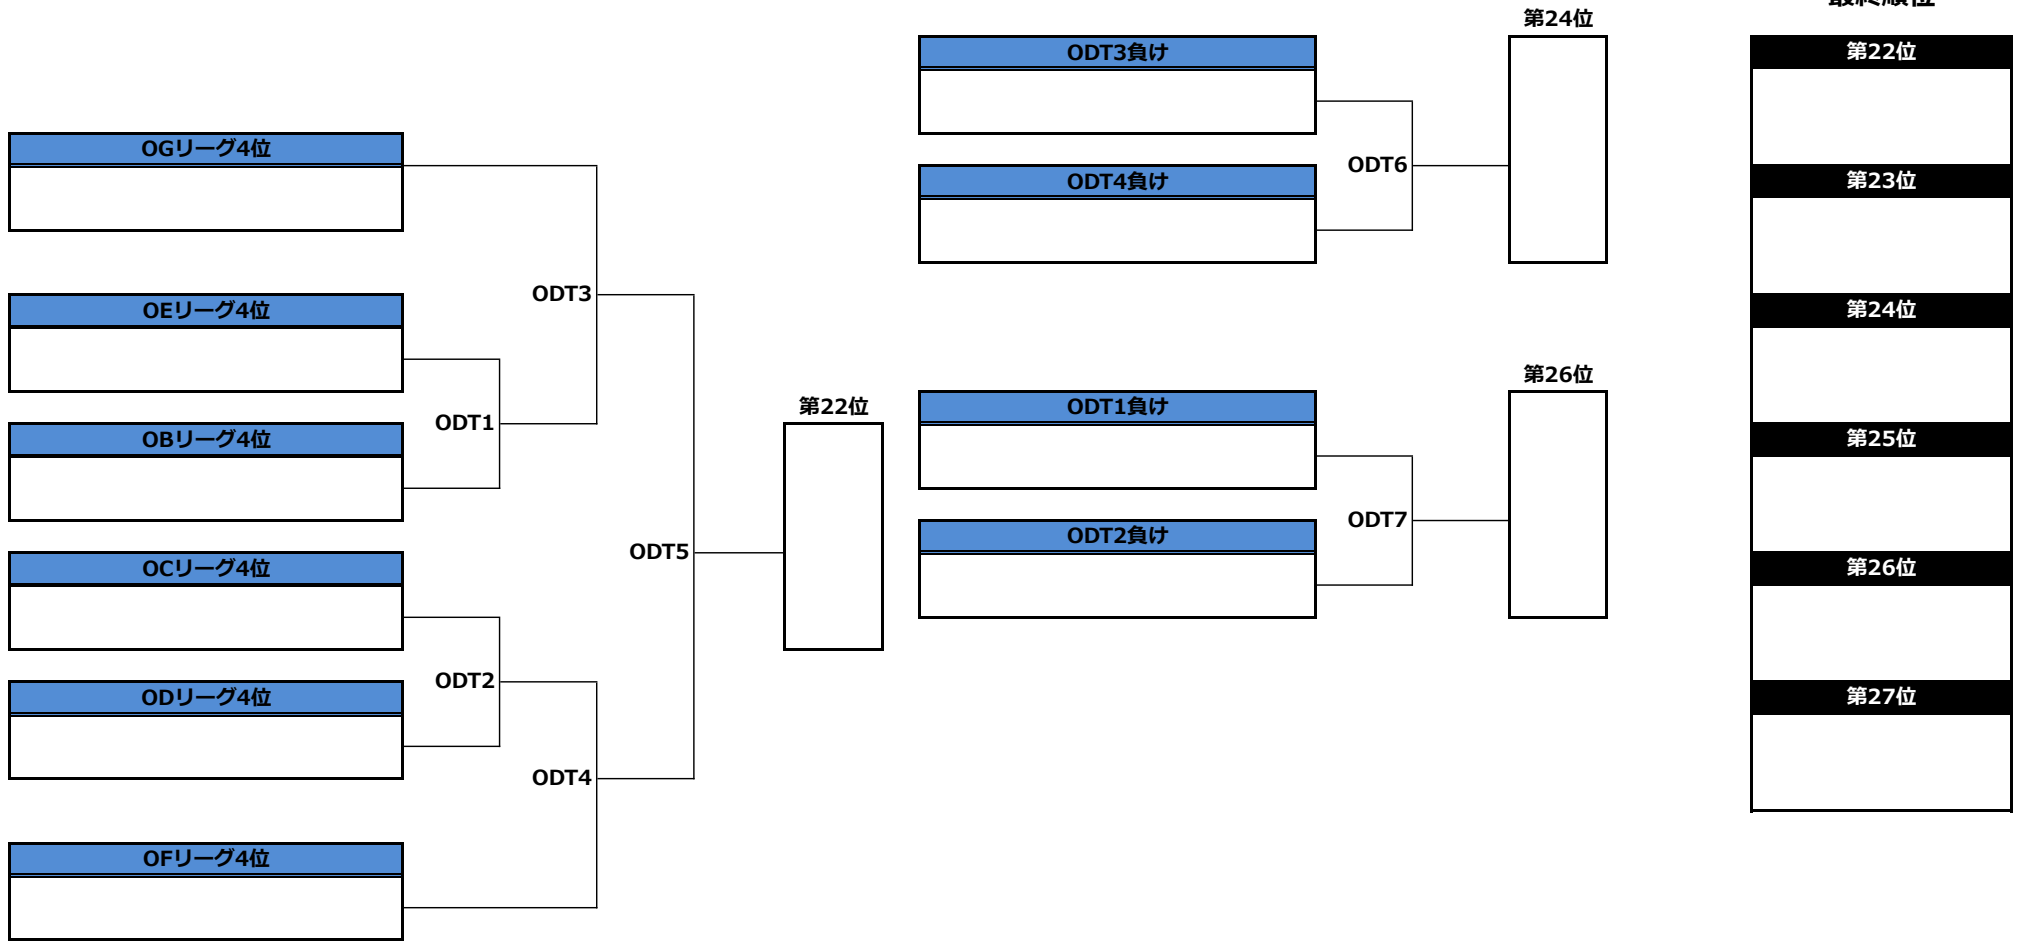 最終順位
第24位
ODT3負け
第22位
OGリーグ4位
ODT6
ODT4負け
第23位
ODT3
OEリーグ4位
第24位
第26位
ODT1負け
第22位
ODT1
OBリーグ4位
第25位
ODT7
ODT2負け
ODT5
OCリーグ4位
第26位
ODT2
ODリーグ4位
第27位
ODT4
OFリーグ4位